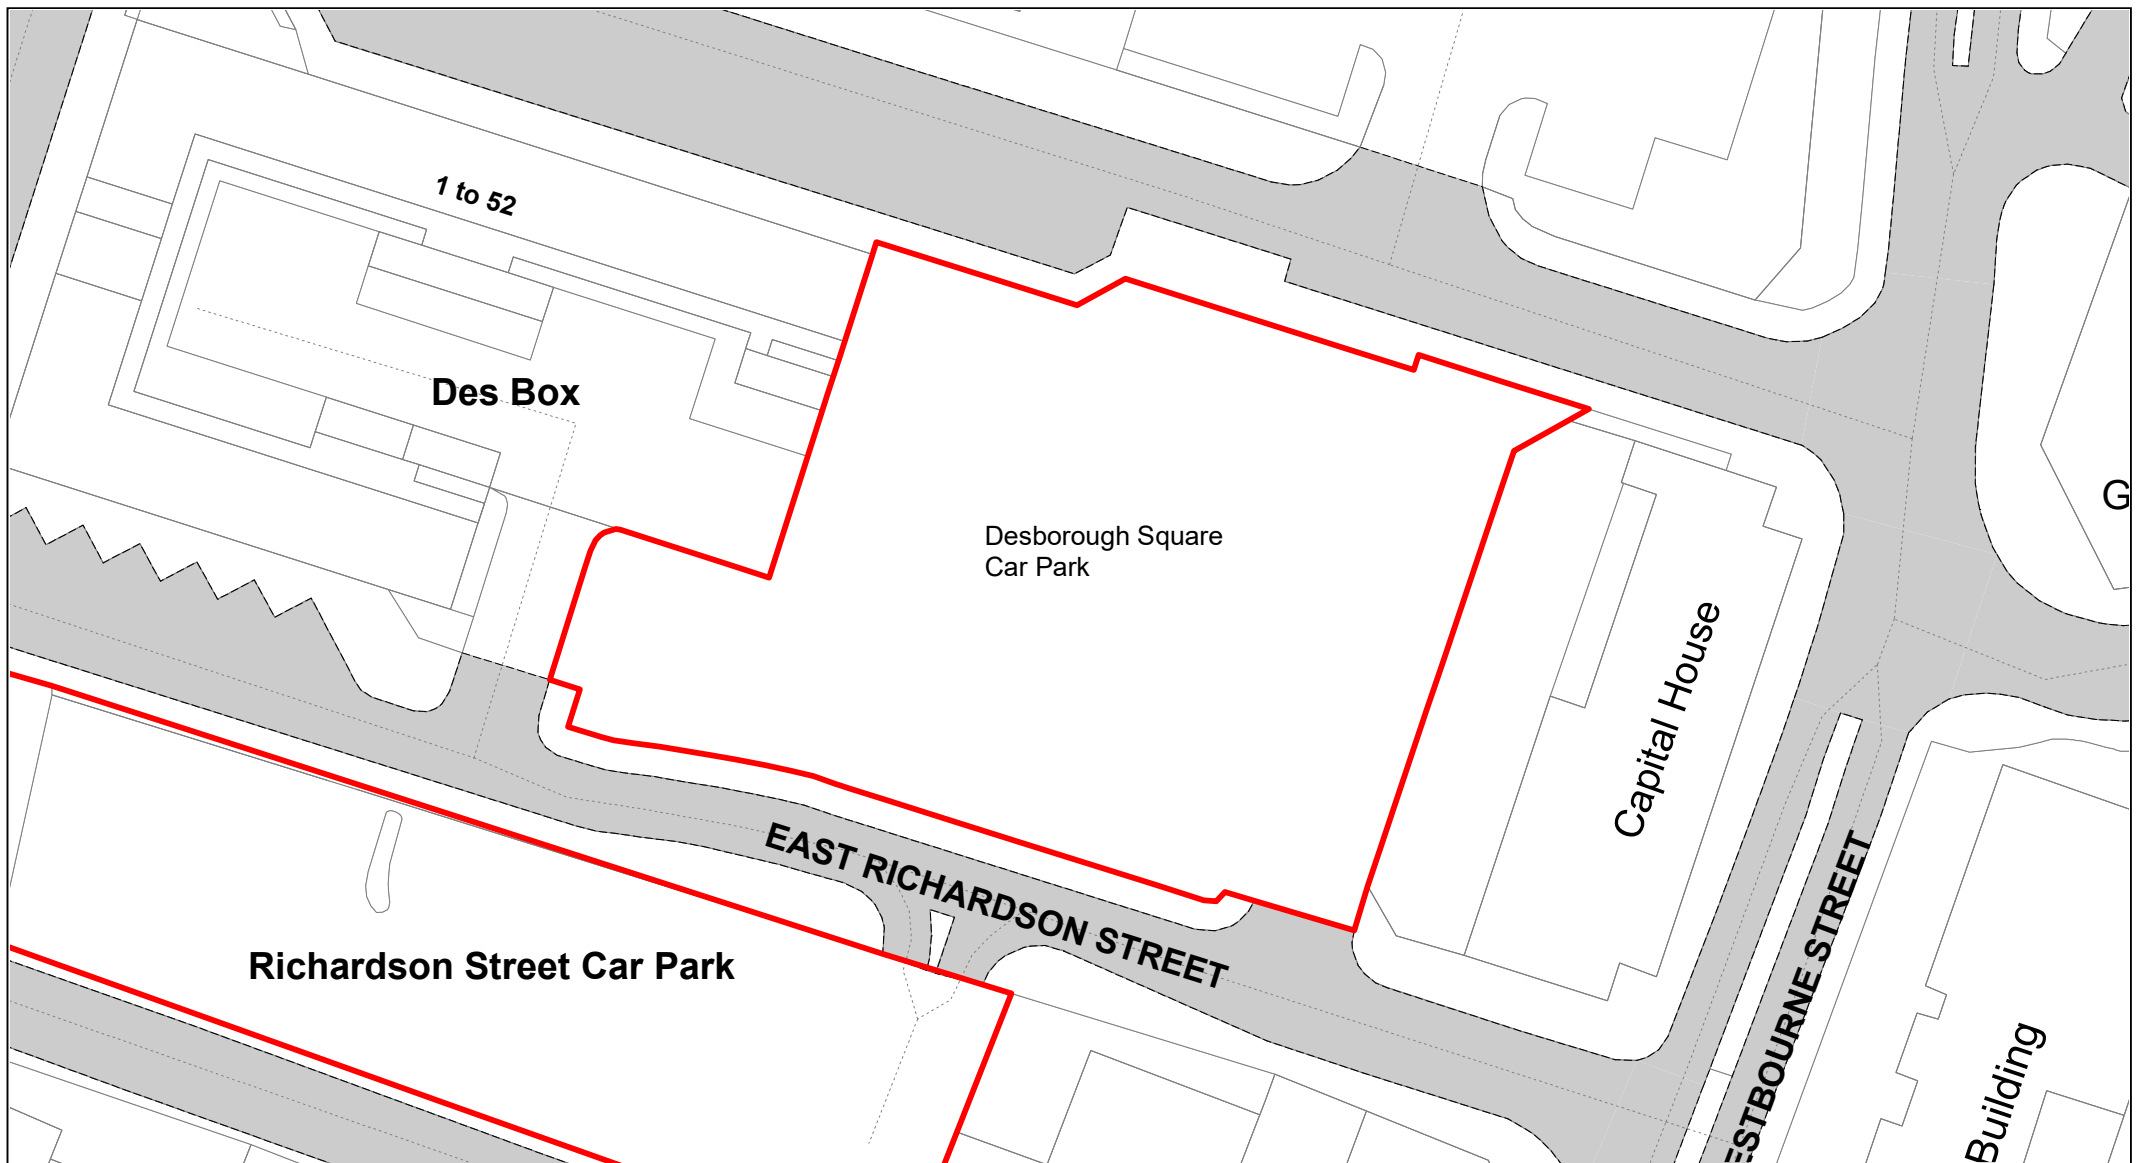 1 to 52
Des Box
G
Desborough Square
Car Park
Capital House
EAST RICHARDSON STREET
ESTBOURNE STREET
Richardson Street Car Park
Building